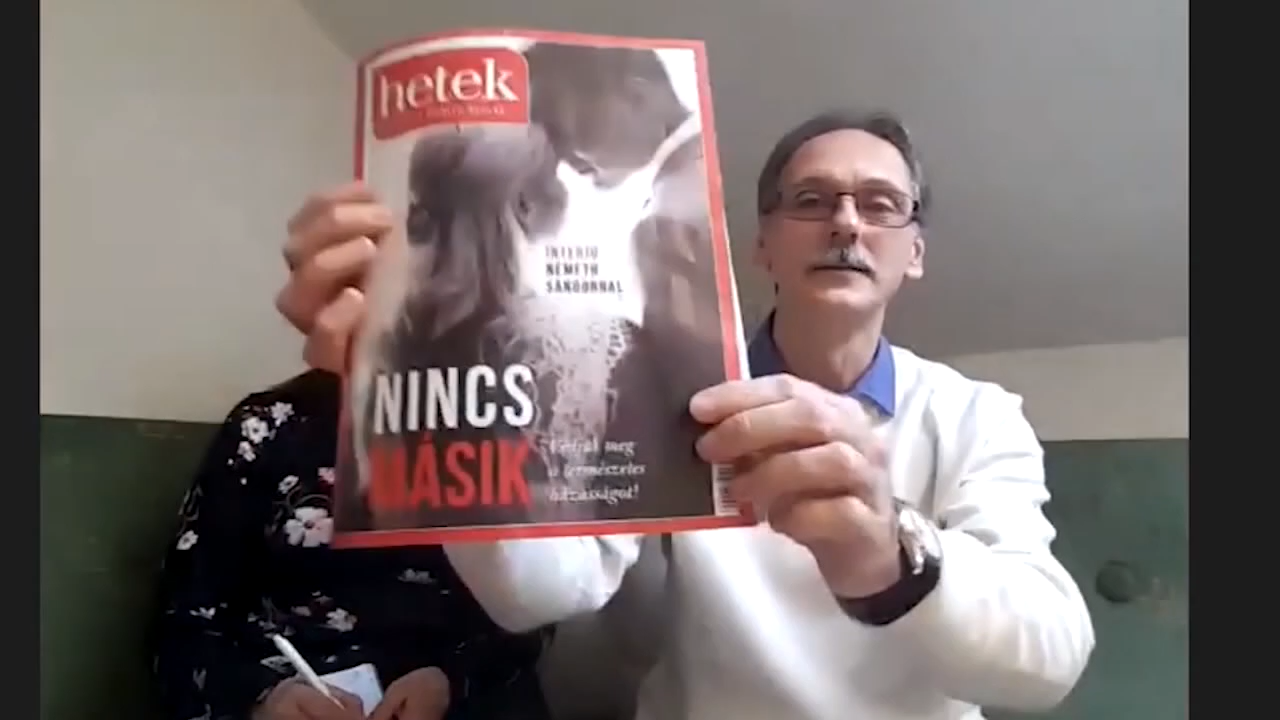 hetek
INTERJÚ
NÉMETH
SÁNDORRAL
NINCS
MÁSIK
Védjük meg
a természetes
házasságot!